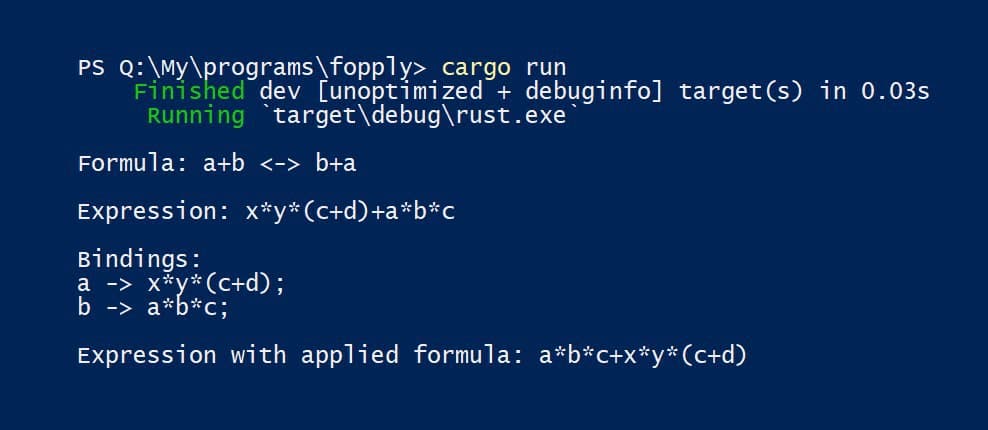 PS Q:\My\programs\fopply> cargo run
Finished dev [unoptimized + debuginfo] target(s) in 0.03s
Running `target\debug\rust.exe`
Formula: a+b <-> b+a
Expression: x*y*(c+d)+a*b*c
Bindings:
a -> x*y*(c+d);
b -> a*b*c;
Expression with applied formula: a*b*c+x*y*(c+d)